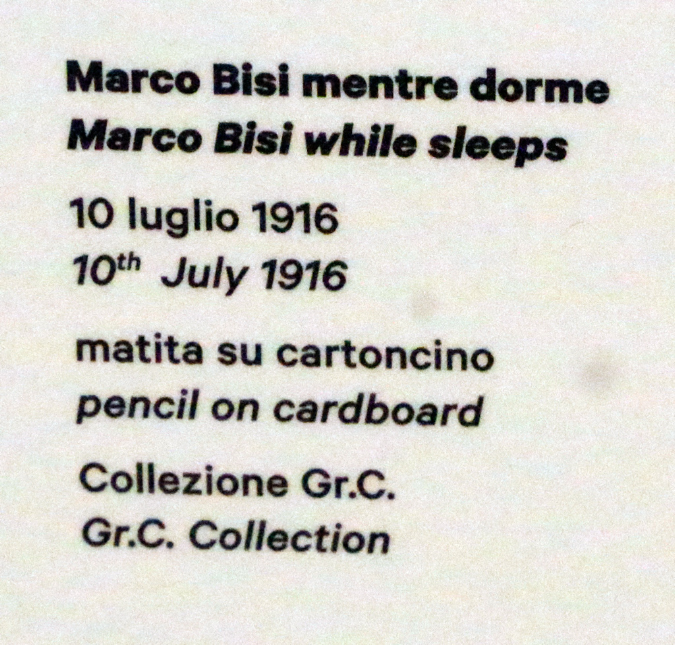 Marco Bisi mentre dorme
Marco Bisi while sleeps
10 luglio 1916
10th July 1916
matita su cartoncino
pencil on cardboard
Collezione Gr.C.
Gr.C. Collection